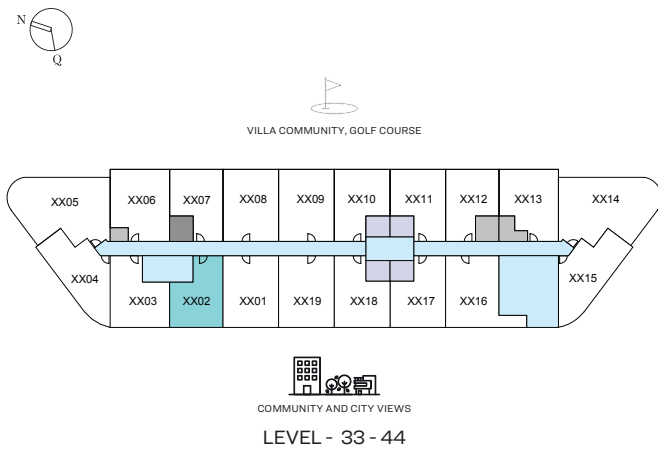 N
Q
VILLA COMMUNITY, GOLF COURSE
XX05
XX06
XX07
XX08
XX09
XX10
XX11
XX12
XX13
XX14
XX04
XX03
XX02
XX01
XX19
XX18
XX17
XX16
XX15
COMMUNITY AND CITY VIEWS
LEVEL - 33 - 44